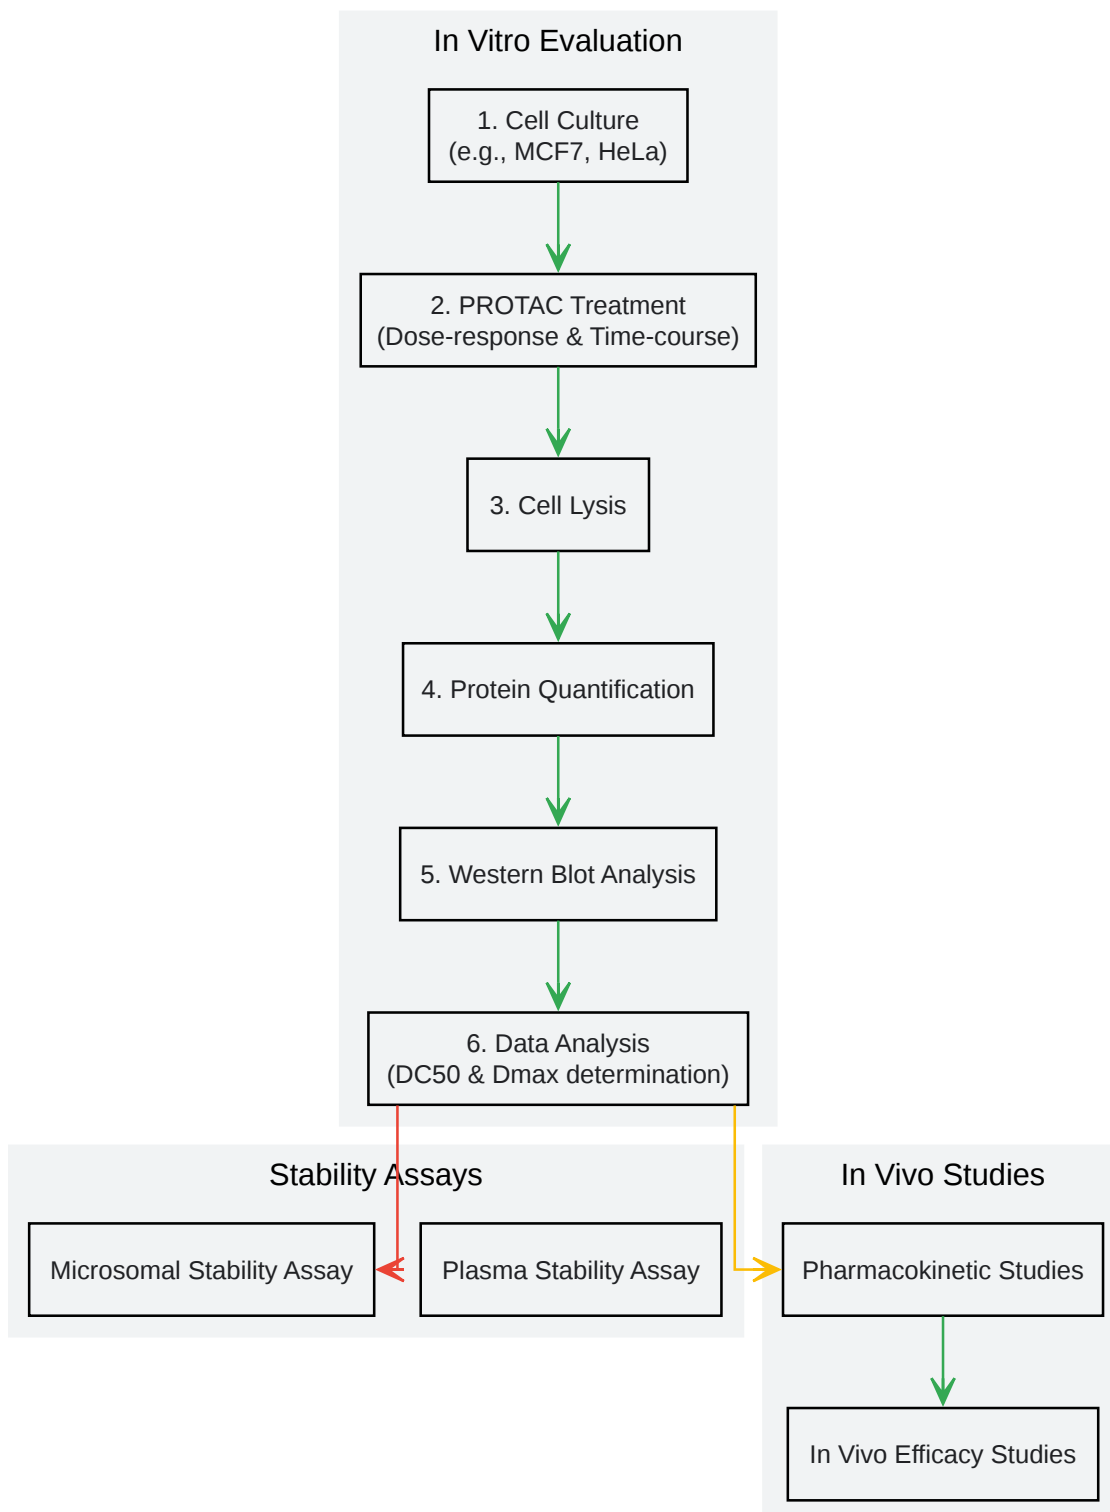 In Vitro Evaluation
1. Cell Culture
(e.g., MCF7, HeLa)
2. PROTAC Treatment
(Dose-response & Time-course)
3. Cell Lysis
4. Protein Quantification
5. Western Blot Analysis
6. Data Analysis
(DC50 & Dmax determination)
Stability Assays
Microsomal Stability Assay
Plasma Stability Assay
In Vivo Studies
Pharmacokinetic Studies
In Vivo Efficacy Studies